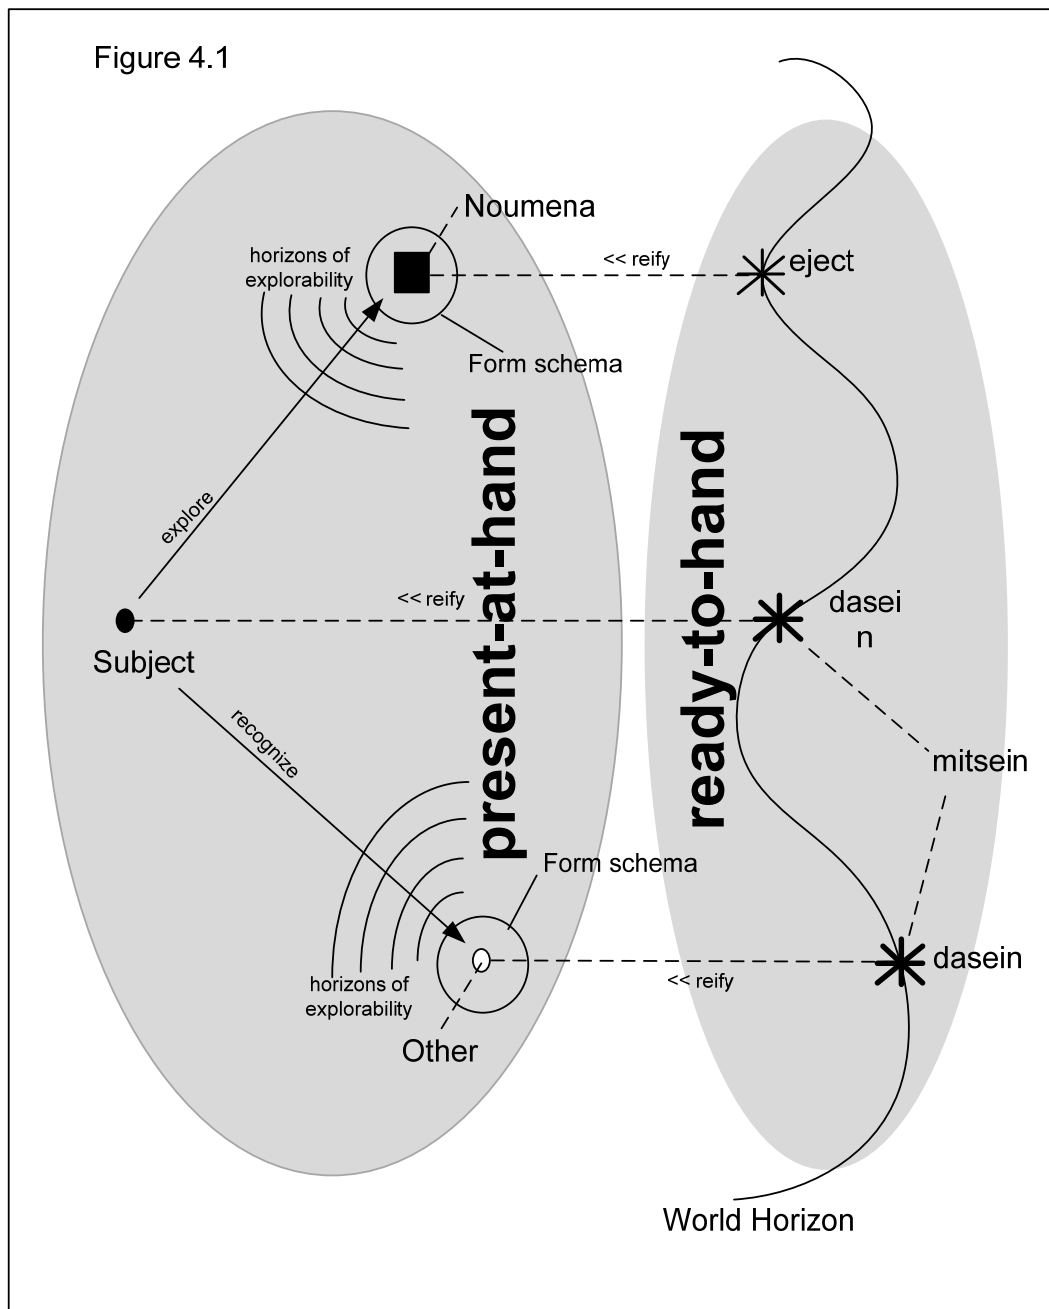 Figure 4.1
Noumena
horizons of
explorability
<< reify
eject
Form schema
present-at-hand
ready-to-hand
explore
<< reify
dasei
n
Subject
recognize
mitsein
Form schema
dasein
<< reify
horizons of
explorability
Other
World Horizon